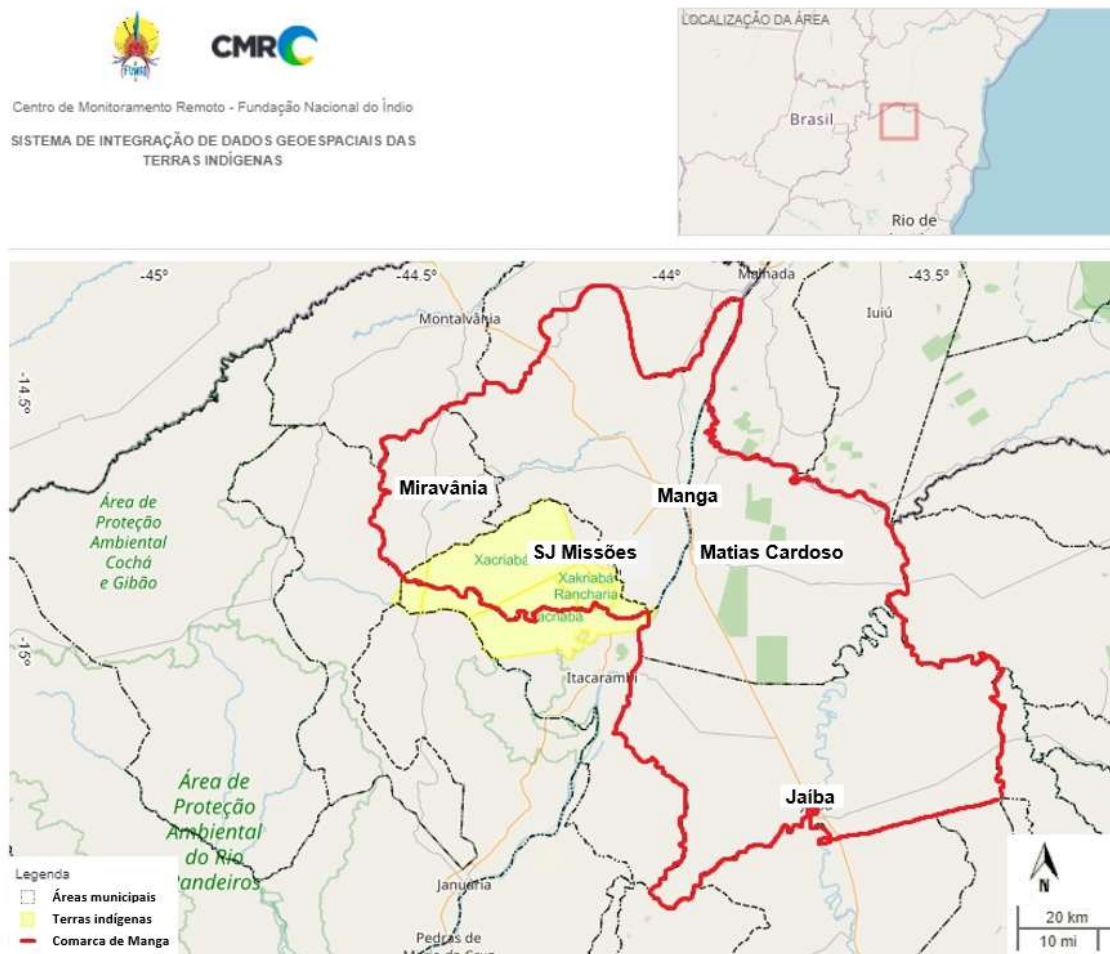 FUNAI
CMR
Centro de Monitoramento Remoto - Fundação Nacional do Índio
SISTEMA DE INTEGRAÇÃO DE DADOS GEOESPACIAIS DAS
TERRAS INDÍGENAS
LOCALIZAÇÃO DA ÁREA
Brasil
Rio de
-45°
-44.5°
-44°
-43.5°
Malhada
Montalvânia
Iuiú
-14.5°
Miravânia
Manga
Área de
Proteção
Ambiental
Cochá
e Gibão
SJ Missões
Matias Cardoso
Xacriabá
Xakriabá
Rancharia
-15°
Itacarambi
Área de
Proteção
Ambiental
do Rio
Jaíba
Januária
Pedras de
Legenda
Áreas municipais
Terras indígenas
Comarca de Manga
N
20 km
10 mi